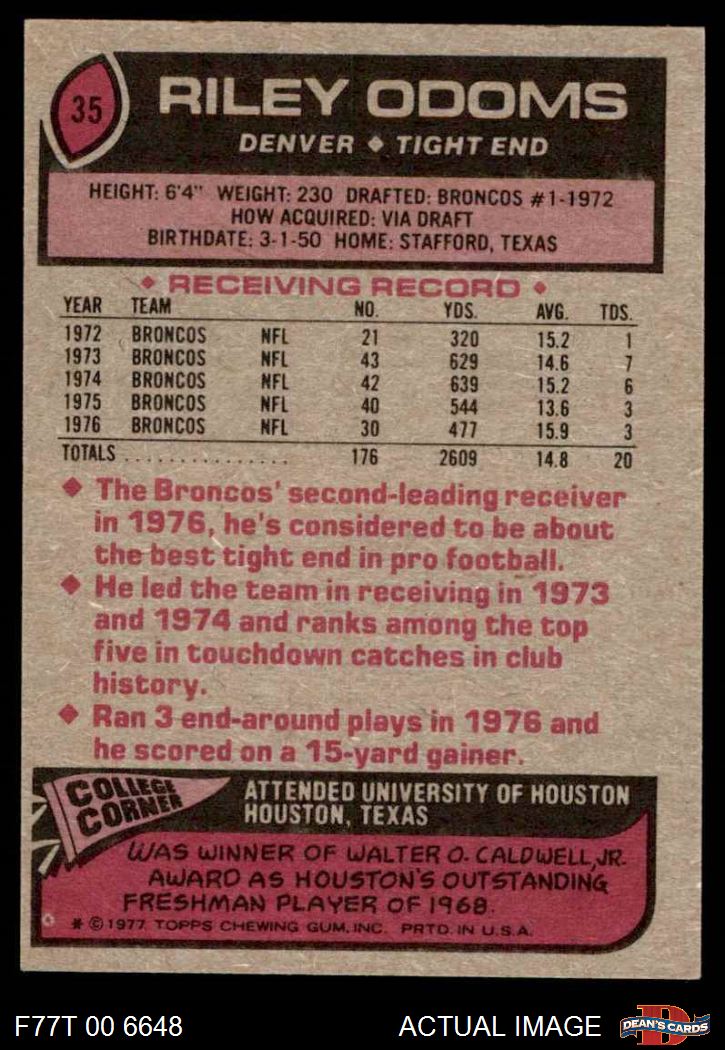 35
RILEY ODOMS
DENVER ◆ TIGHT END
HEIGHT: 6'4" WEIGHT: 230 DRAFTED: BRONCOS #1-1972
HOW ACQUIRED: VIA DRAFT
BIRTHDATE: 3-1-50 HOME: STAFFORD, TEXAS
◆ RECEIVING RECORD ◆
YEAR TEAM NO. YDS. AVG. TDS.
1972 BRONCOS NFL 21 320 15.2 1
1973 BRONCOS NFL 43 629 14.6 7
1974 BRONCOS NFL 42 639 15.2 6
1975 BRONCOS NFL 40 544 13.6 3
1976 BRONCOS NFL 30 477 15.9 3
TOTALS ............... 176 2609 14.8 20
◆ The Broncos' second-leading receiver
in 1976, he's considered to be about
the best tight end in pro football.
◆ He led the team in receiving in 1973
and 1974 and ranks among the top
five in touchdown catches in club
history.
◆ Ran 3 end-around plays in 1976 and
he scored on a 15-yard gainer.
COLLEGE
CORNER
ATTENDED UNIVERSITY OF HOUSTON
HOUSTON, TEXAS
WAS WINNER OF WALTER O. CALDWELL, JR.
AWARD AS HOUSTON'S OUTSTANDING
FRESHMAN PLAYER OF 1968.
* © 1977 TOPPS CHEWING GUM, INC. PRTD. IN U.S.A.
F77T 00 6648 ACTUAL IMAGE
D
DEAN'S CARDS